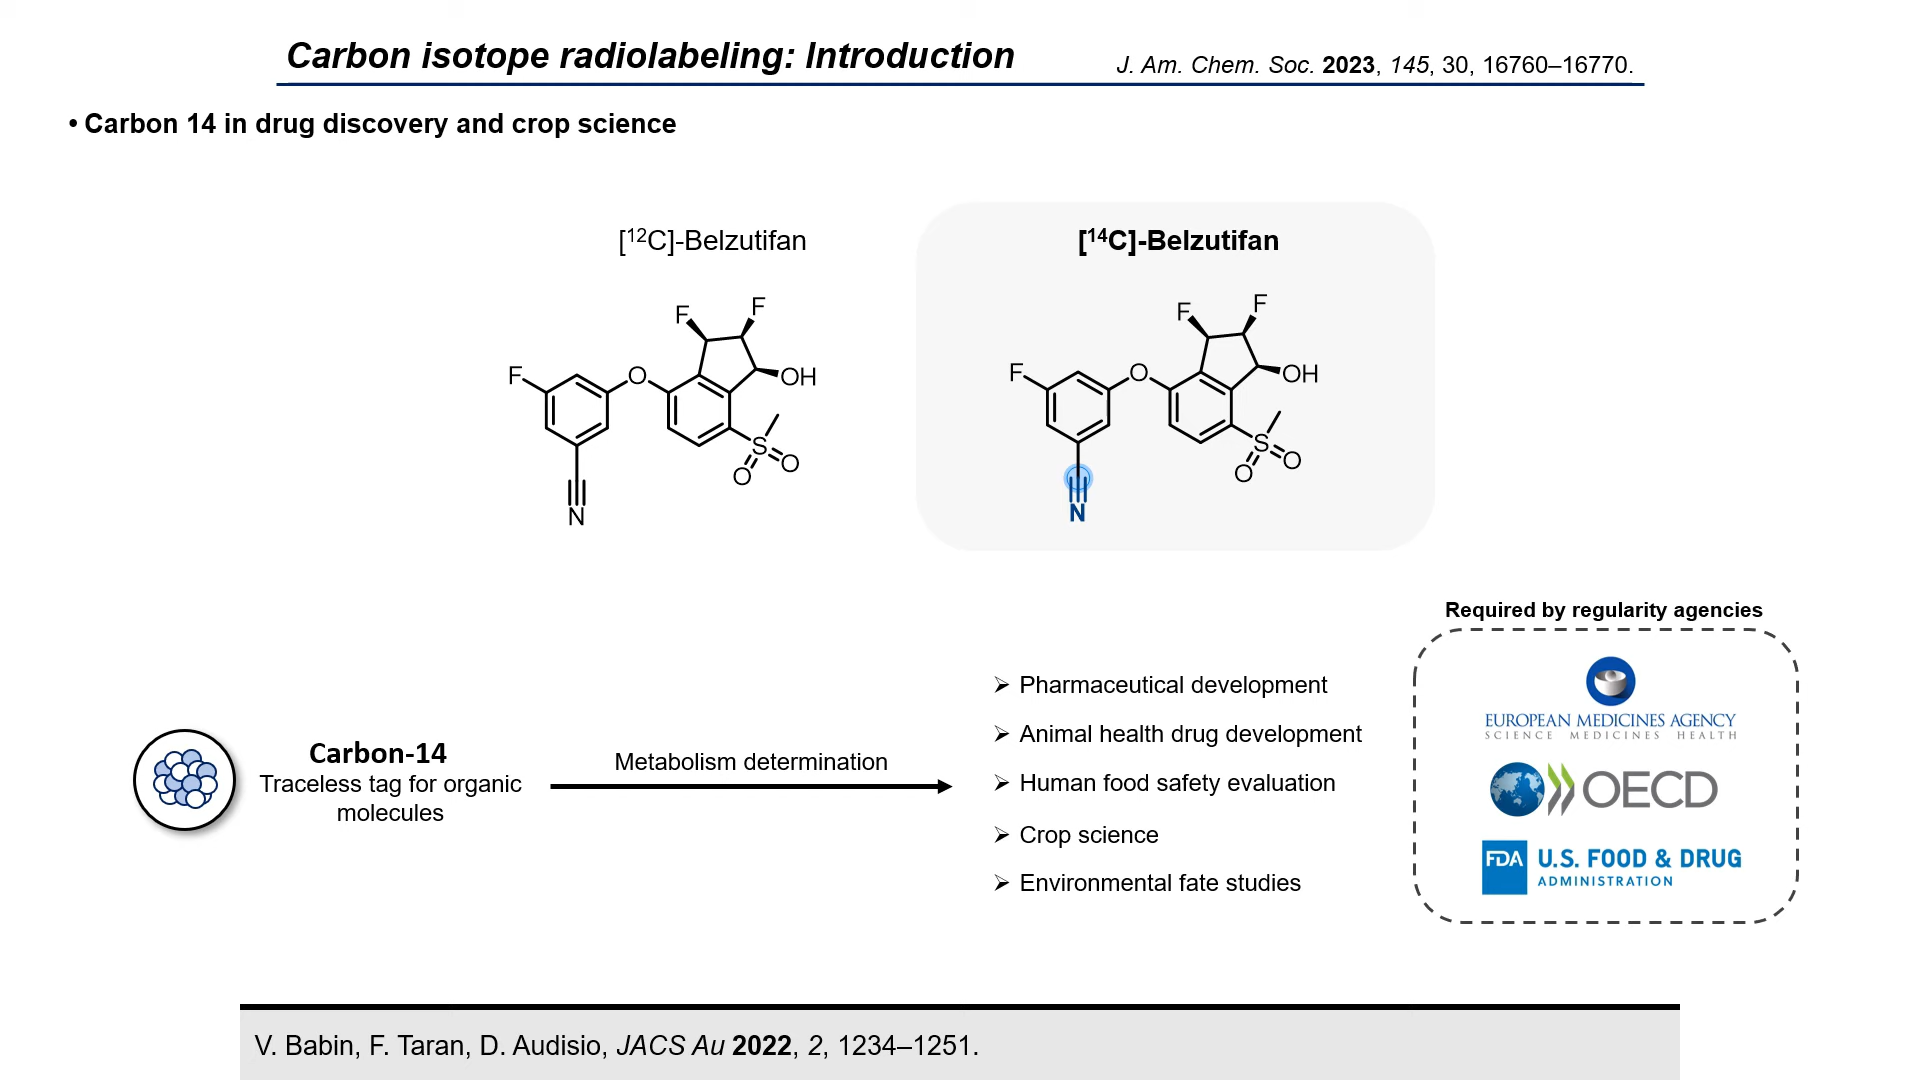 Carbon isotope radiolabeling: Introduction
J. Am. Chem. Soc. 2023, 145, 30, 16760–16770.
• Carbon 14 in drug discovery and crop science
[¹²C]-Belzutifan
F
F
F
O
OH
S
O
O
N
[¹⁴C]-Belzutifan
F
F
F
O
OH
S
O
O
N
Carbon-14
Traceless tag for organic
molecules
Metabolism determination
➢ Pharmaceutical development
➢ Animal health drug development
➢ Human food safety evaluation
➢ Crop science
➢ Environmental fate studies
Required by regularity agencies
EUROPEAN MEDICINES AGENCY
SCIENCE MEDICINES HEALTH
OECD
FDA U.S. FOOD & DRUG
ADMINISTRATION
V. Babin, F. Taran, D. Audisio, JACS Au 2022, 2, 1234–1251.